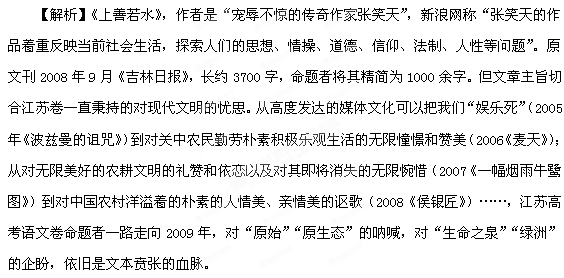 【解析】《上善若水》，作者是“宠辱不惊的传奇作家张笑天”，新浪网称“张笑天的作
品着重反映当前社会生活，探索人们的思想、情操、道德、信仰、法制、人性等问题”。原
文刊 2008 年 9 月《吉林日报》，长约 3700 字，命题者将其精简为 1000 余字。但文章主旨切
合江苏卷一直秉持的对现代文明的忧思。从高度发达的媒体文化可以把我们“娱乐死”（2005
年《波兹曼的诅咒》）到对关中农民勤劳朴素积极乐观生活的无限憧憬和赞美（2006《麦天》）；
从对无限美好的农耕文明的礼赞和依恋以及对其即将消失的无限惋惜（2007《一幅烟雨牛鹭
图》）到对中国农村洋溢着的朴素的人情美、亲情美的讴歌（2008《侯银匠》）……，江苏高
考语文卷命题者一路走向 2009 年，对“原始”“原生态”的呐喊，对“生命之泉”“绿洲”
的企盼，依旧是文本贲张的血脉。